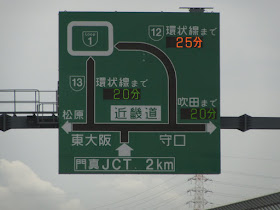 1
12 環状線まで
25分
13 環状線まで
20分
松原
近畿道
吹田まで
20分
東大阪
守口
門真JCT. 2km